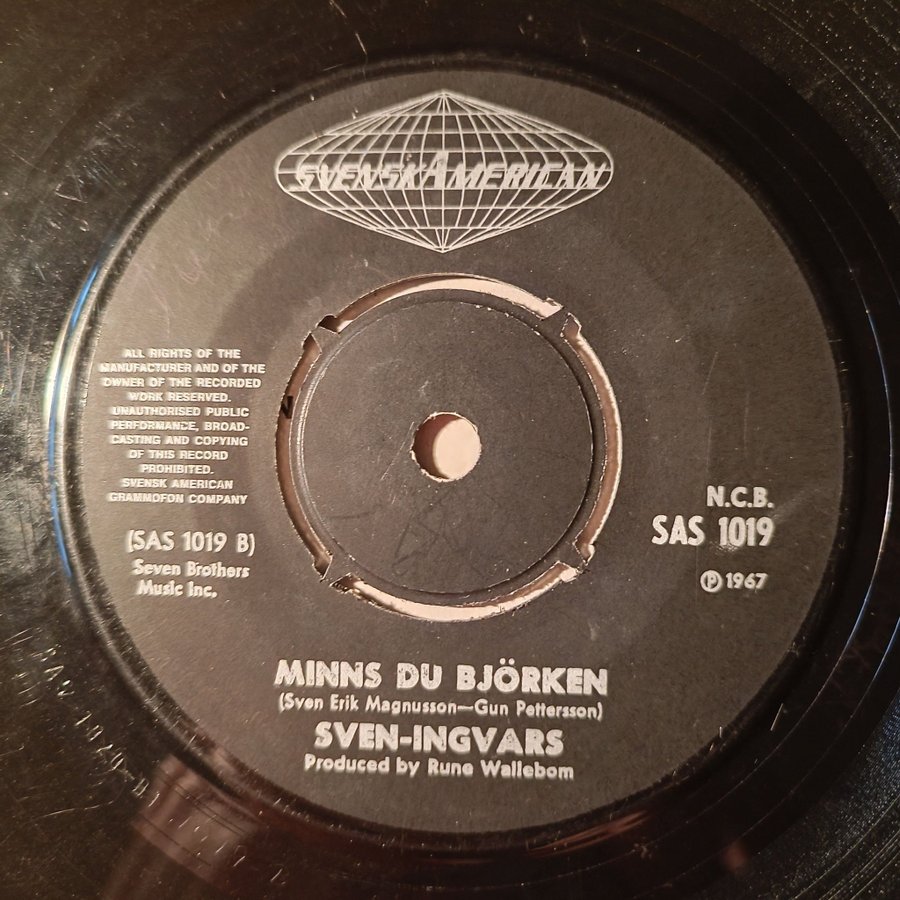 SVENSKAMERICAN
ALL RIGHTS OF THE
MANUFACTURER AND OF THE
OWNER OF THE RECORDED
WORK RESERVED.
UNAUTHORISED PUBLIC
PERFORMANCE, BROAD-
CASTING AND COPYING
OF THIS RECORD
PROHIBITED.
SVENSK AMERICAN
GRAMMOFON COMPANY
(SAS 1019 B)
Seven Brothers
Music Inc.
N.C.B.
SAS 1019
Ⓟ 1967
MINNS DU BJÖRKEN
(Sven Erik Magnusson—Gun Pettersson)
SVEN-INGVARS
Produced by Rune Wallebom